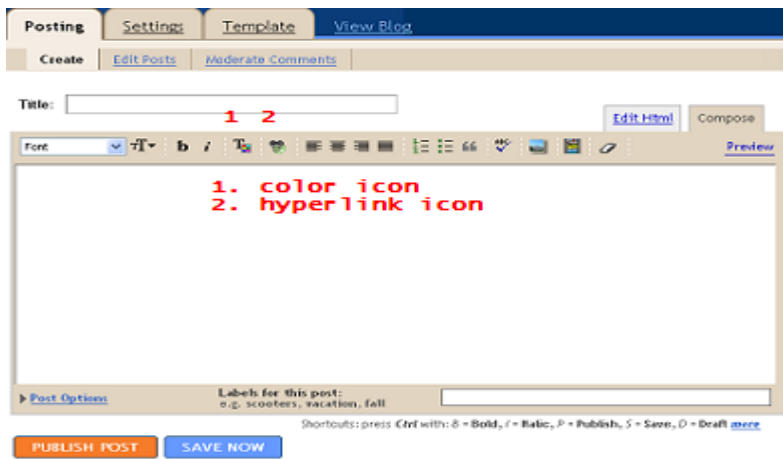 Posting Settings Template View Blog
Create Edit Posts Moderate Comments
Title:
1 2
Edit Html Compose
Font T b i T ABC Preview
1. color icon
2. hyperlink icon
Post Options
Labels for this post:
e.g. scooters, vacation, fall
Shortcuts: press Ctrl with: B = Bold, I = Italic, P = Publish, S = Save, D = Draft more
PUBLISH POST SAVE NOW